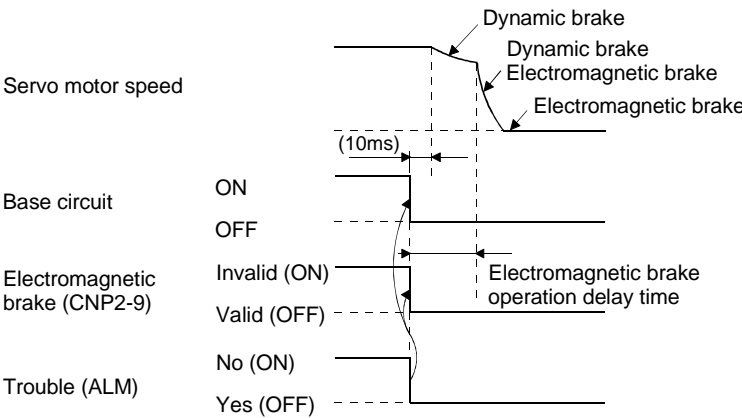 Dynamic brake
Dynamic brake
Electromagnetic brake
Servo motor speed
Electromagnetic brake
(10ms)
Base circuit
ON
OFF
Electromagnetic
brake (CNP2-9)
Invalid (ON)
Valid (OFF)
Electromagnetic brake
operation delay time
Trouble (ALM)
No (ON)
Yes (OFF)